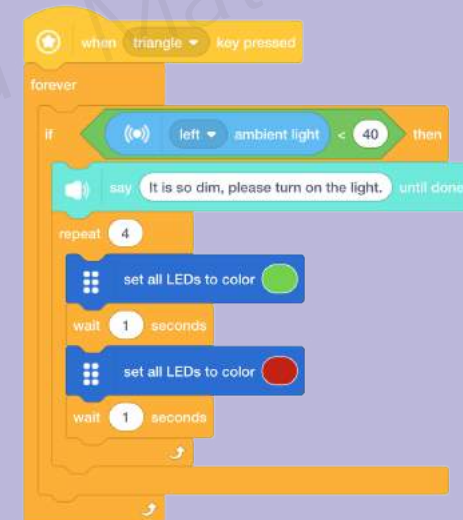 when triangle key pressed
forever
if left ambient light < 40 then
say It is so dim, please turn on the light. until done
repeat 4
set all LEDs to color
wait 1 seconds
set all LEDs to color
wait 1 seconds